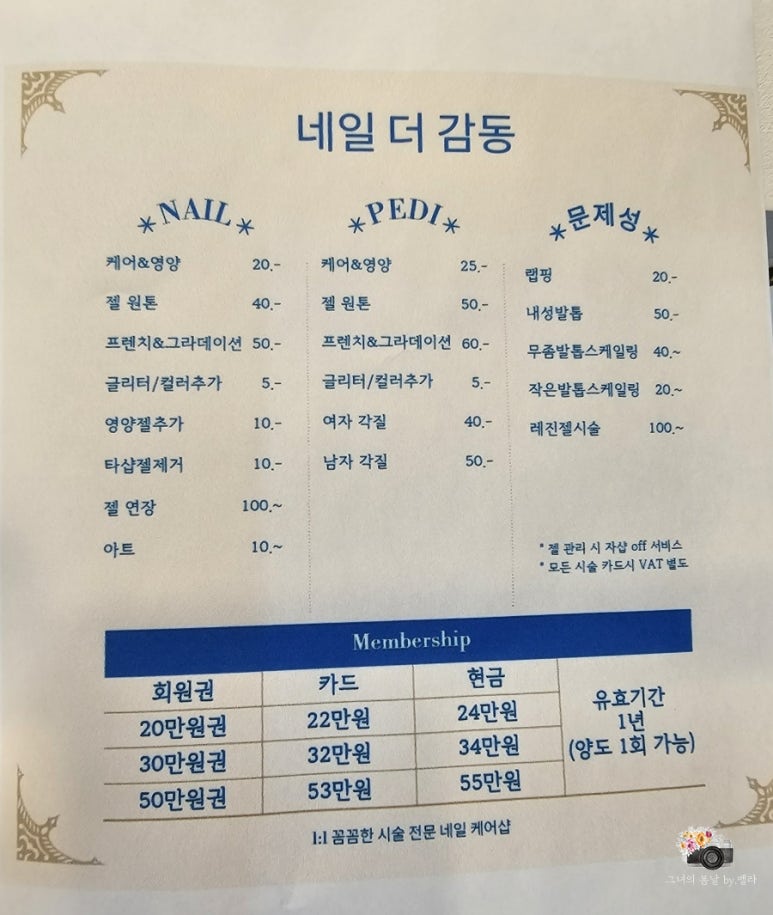 네일 더 감동
*NAIL*
케어&영양 20.-
젤 원톤 40.-
프렌치&그라데이션 50.-
글리터/컬러추가 5.-
영양젤추가 10.-
타샵젤제거 10.-
젤 연장 100.~
아트 10.~
*PEDI*
케어&영양 25.-
젤 원톤 50.-
프렌치&그라데이션 60.-
글리터/컬러추가 5.-
여자 각질 40.-
남자 각질 50.-
*문제성*
랩핑 20.-
내성발톱 50.-
무좀발톱스케일링 40.~
작은발톱스케일링 20.~
레진젤시술 100.~
* 젤 관리 시 자샵 off 서비스
* 모든 시술 카드시 VAT 별도
Membership
회원권 카드 현금
20만원권 22만원 24만원
30만원권 32만원 34만원
50만원권 53만원 55만원
유효기간
1년
(양도 1회 가능)
1:1 꼼꼼한 시술 전문 네일 케어샵
그녀의 봄날 by.벨라